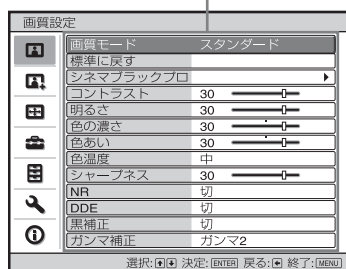 画質設定
画質モード スタンダード
標準に戻す
シネマブラックプロ
コントラスト 30
明るさ 30
色の濃さ 30
色あい 30
色温度 中
シャープネス 30
NR 切
DDE 切
黒補正 切
ガンマ補正 ガンマ2
選択: 決定: ENTER 戻る: 終了: MENU